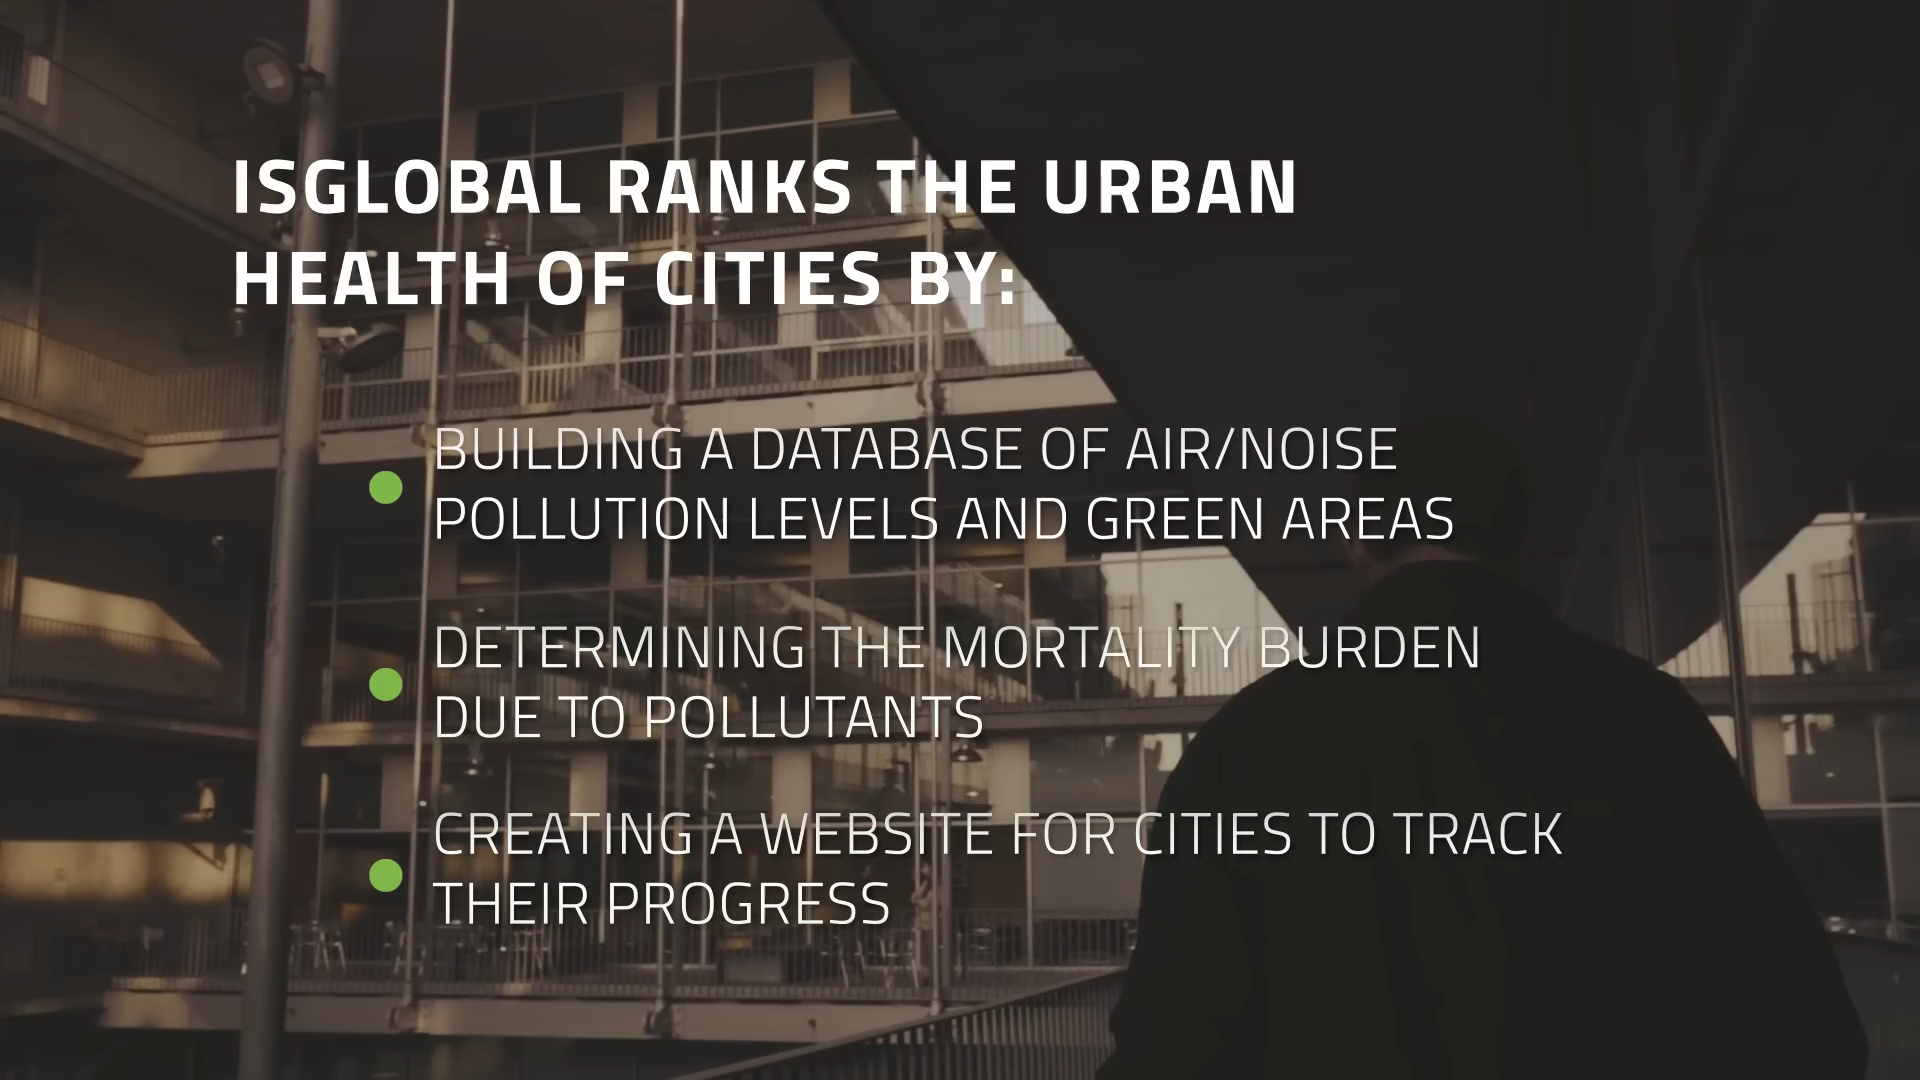 ISGLOBAL RANKS THE URBAN
HEALTH OF CITIES BY:
BUILDING A DATABASE OF AIR/NOISE
POLLUTION LEVELS AND GREEN AREAS
DETERMINING THE MORTALITY BURDEN
DUE TO POLLUTANTS
CREATING A WEBSITE FOR CITIES TO TRACK
THEIR PROGRESS